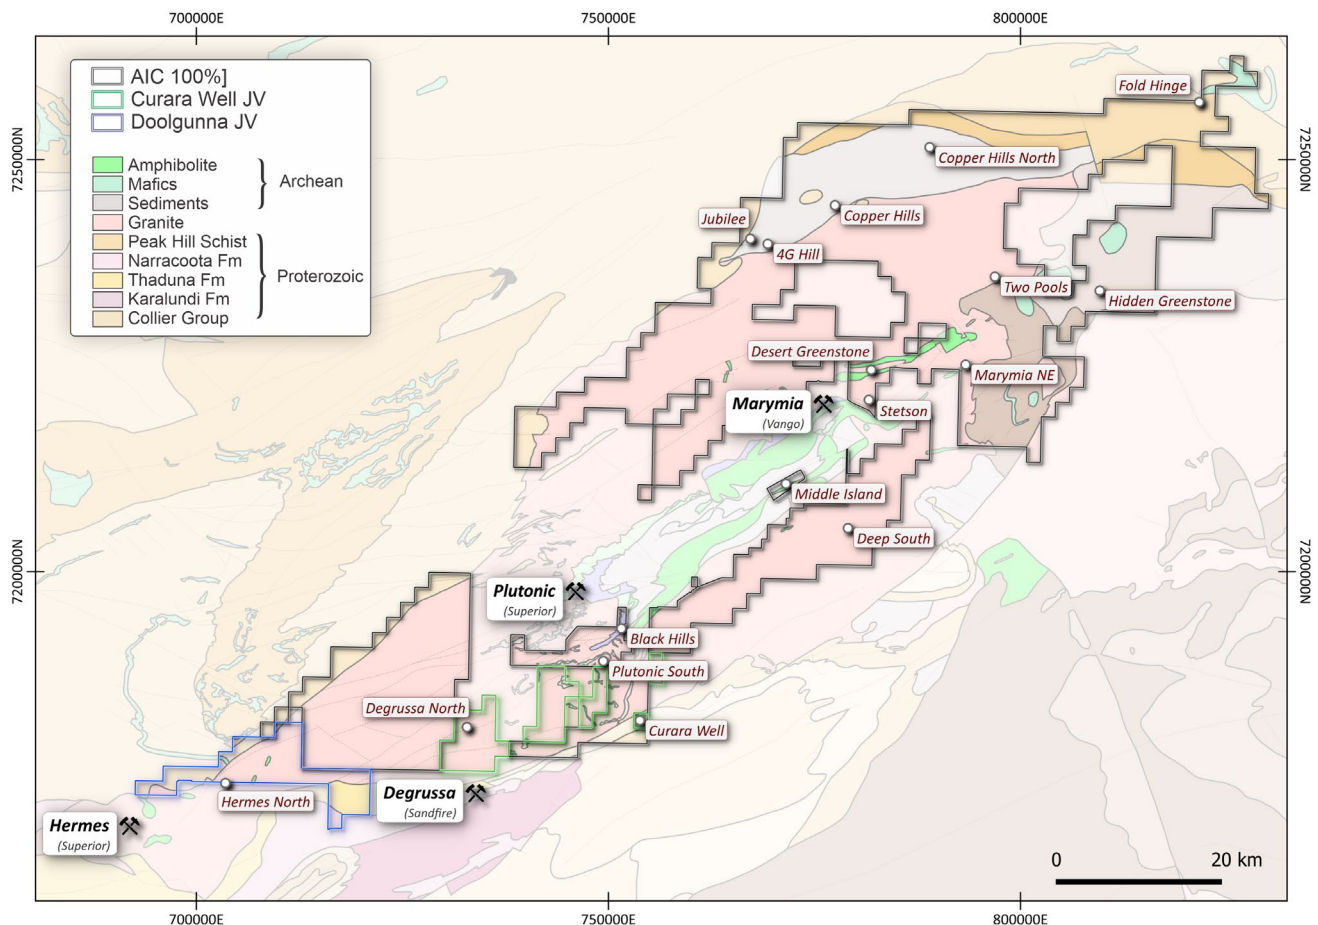 700000E
750000E
800000E
7250000N
7250000N
7200000N
7200000N
AIC 100%]
Curara Well JV
Doolgunna JV
Amphibolite
Mafics
Sediments
Archean
Granite
Peak Hill Schist
Narracoota Fm
Thaduna Fm
Karalundi Fm
Collier Group
Proterozoic
Fold Hinge
Copper Hills North
Copper Hills
Jubilee
4G Hill
Two Pools
Hidden Greenstone
Desert Greenstone
Marymia NE
Marymia
(Vango)
Stetson
Middle Island
Deep South
Plutonic
(Superior)
Black Hills
Plutonic South
Degrussa North
Curara Well
Hermes North
Degrussa
(Sandfire)
Hermes
(Superior)
0
20 km
700000E
750000E
800000E